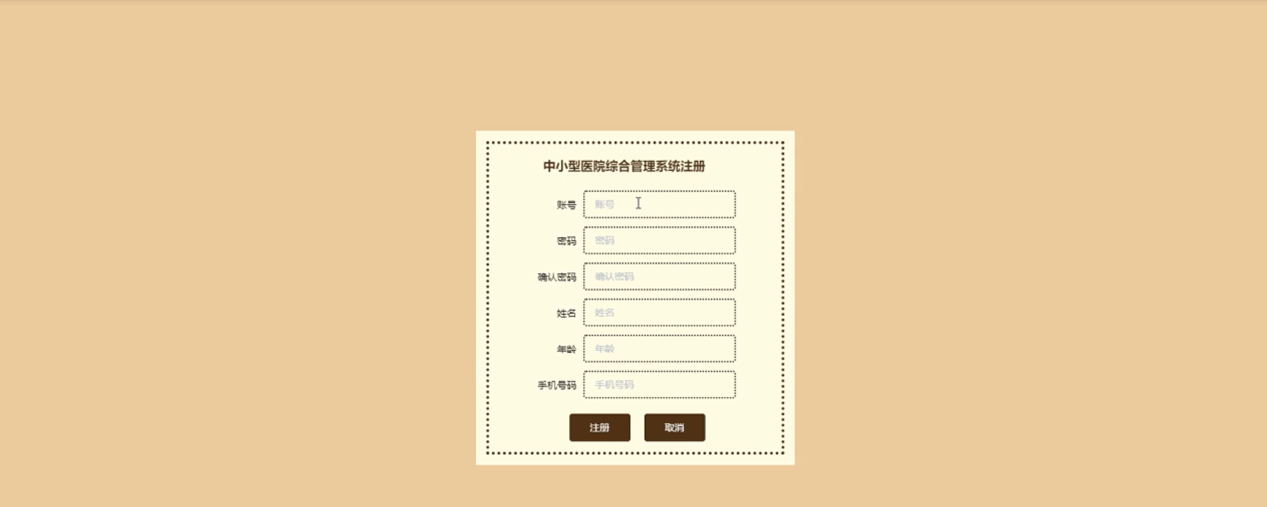 中小型医院综合管理系统注册
账号 账号
密码 密码
确认密码 确认密码
姓名 姓名
年龄 年龄
手机号码 手机号码
注册 取消